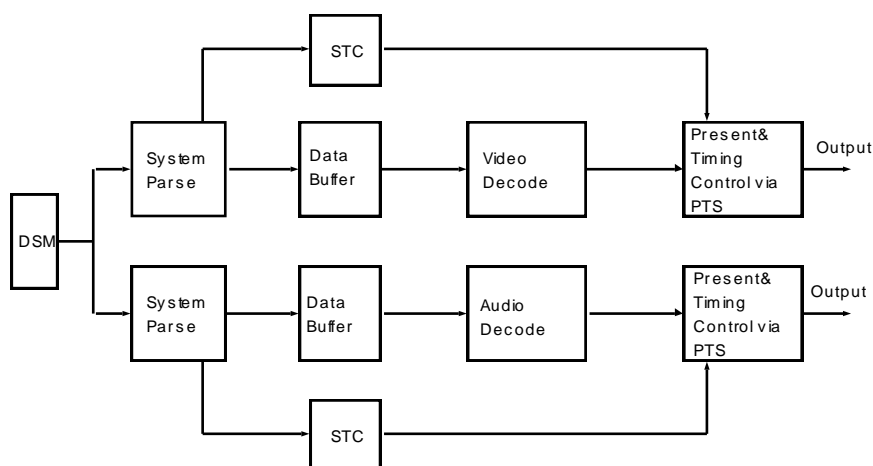 STC
System
Parse
Data
Buffer
Video
Decode
Present&
Timing
Control via
PTS
Output
DSM
System
Parse
Data
Buffer
Audio
Decode
Present&
Timing
Control via
PTS
Output
STC